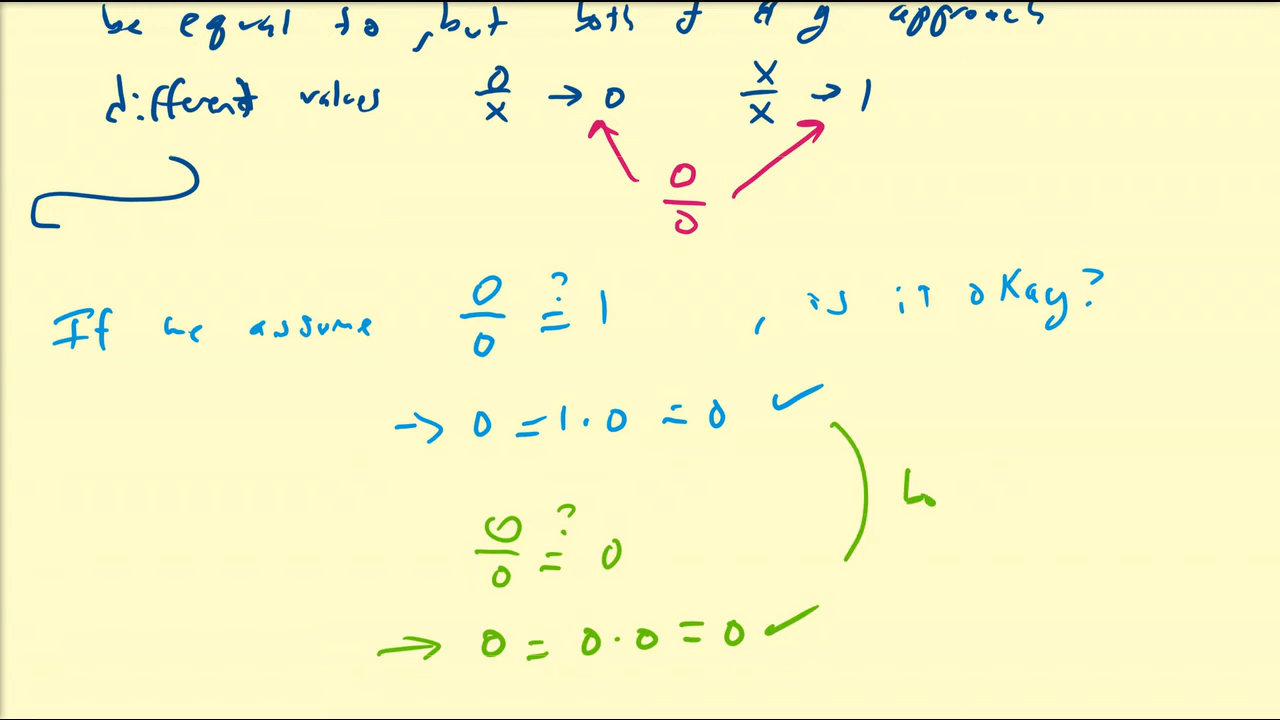 be equal to , but both of
approach
different values 0/x → 0 x/x → 1
0/0
If we assume 0/0 ?= 1 , is it okay?
→ 0 = 1 · 0 = 0 ✓
0/0 ?= 0
→ 0 = 0 · 0 = 0 ✓